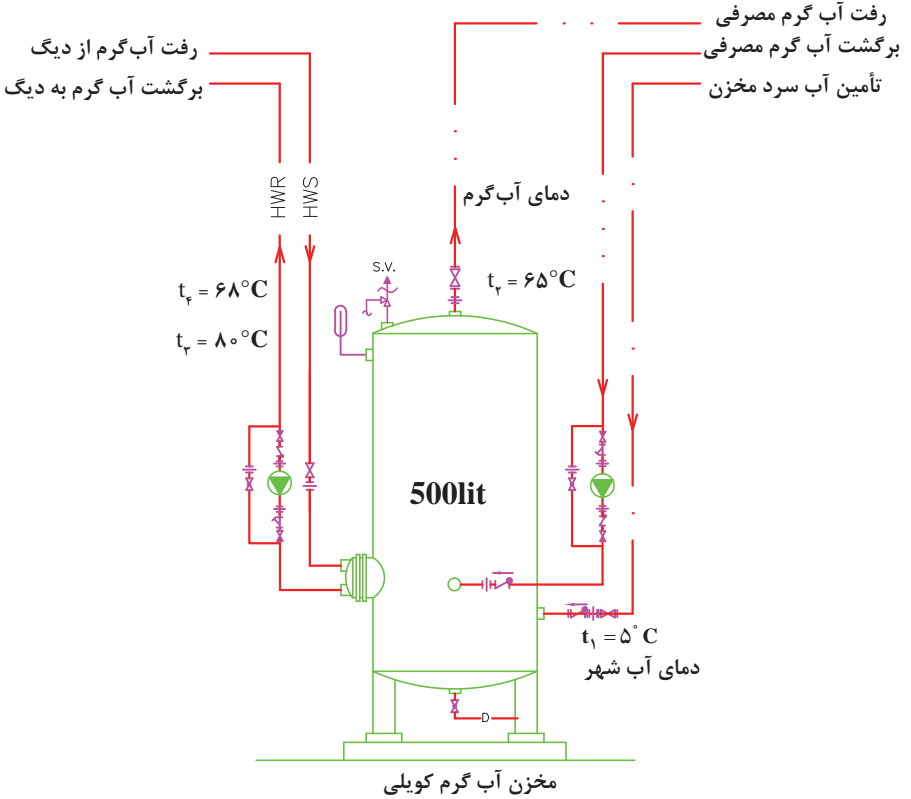 رفت آب گرم مصرفی
برگشت آب گرم مصرفی
تأمین آب سرد مخزن
رفت آب‌گرم از دیگ
برگشت آب گرم به دیگ
HWR
HWS
دمای آب‌گرم
t۲ = ۶۵°C
S.V.
t۴ = ۶۸°C
t۳ = ۸۰°C
500lit
t۱ = ۵°C
دمای آب شهر
D
مخزن آب گرم کویلی